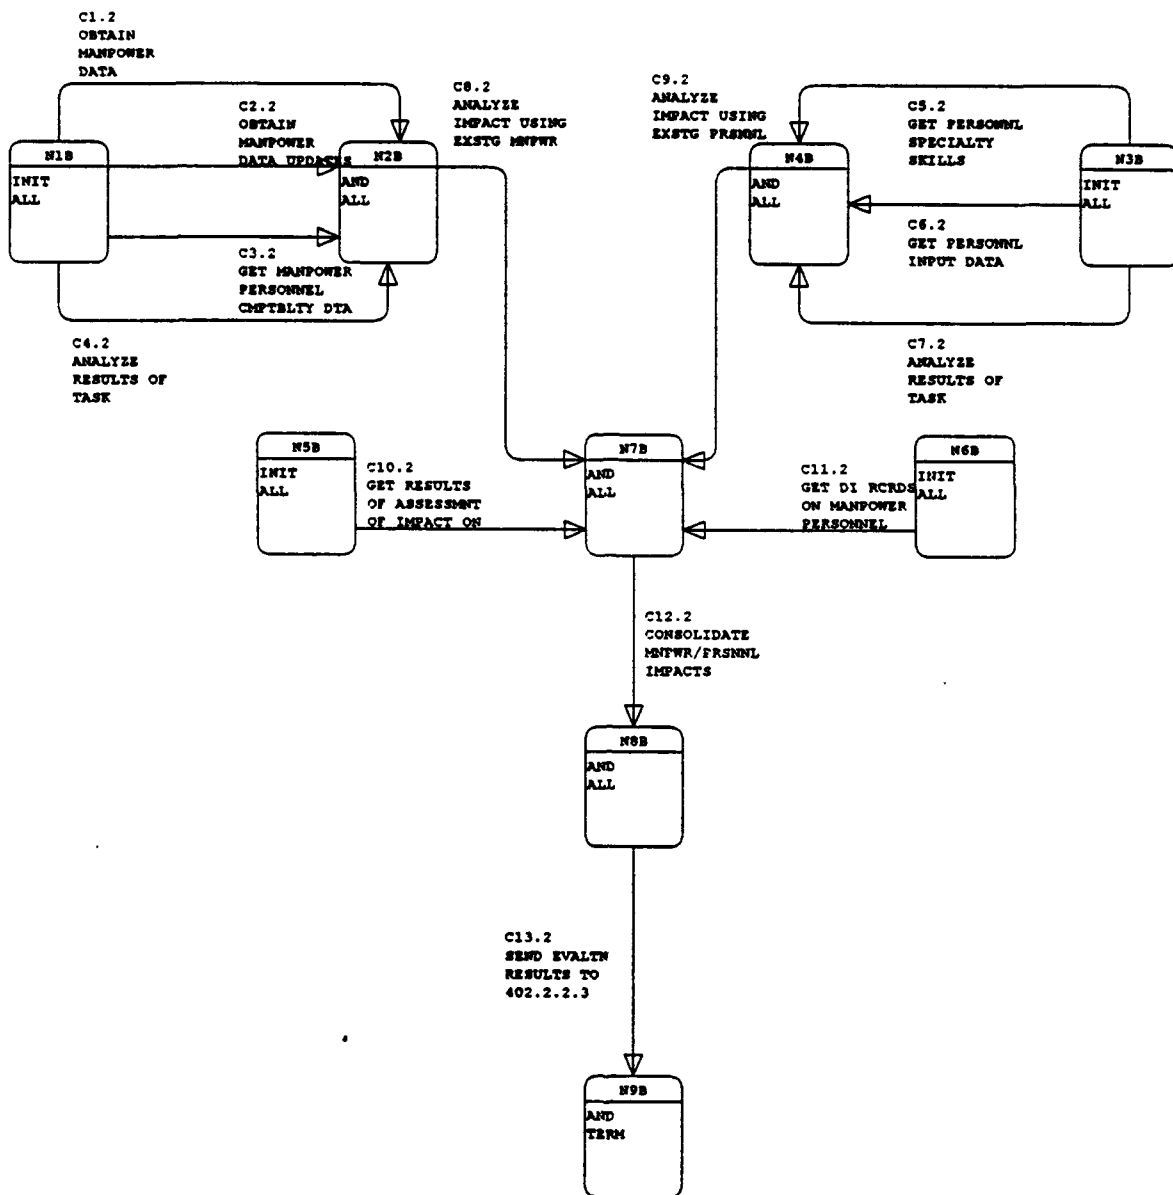 C1.2
OBTAIN
MANPOWER
DATA
C2.2
OBTAIN
MANPOWER
DATA UPDATES
C8.2
ANALYZE
IMPACT USING
EXSTG MNPWR
C9.2
ANALYZE
IMPACT USING
EXSTG PRSNNL
C5.2
GET PERSONNL
SPECIALTY
SKILLS
N1B
INIT
ALL
N2B
AND
ALL
N4B
AND
ALL
N3B
INIT
ALL
C3.2
GET MANPOWER
PERSONNEL
CMPTBLTY DTA
C6.2
GET PERSONNL
INPUT DATA
C4.2
ANALYZE
RESULTS OF
TASK
C7.2
ANALYZE
RESULTS OF
TASK
N5B
INIT
ALL
C10.2
GET RESULTS
OF ASSESSMNT
OF IMPACT ON
N7B
AND
ALL
C11.2
GET DI RCRDS
ON MANPOWER
PERSONNEL
N6B
INIT
ALL
C12.2
CONSOLIDATE
MNPWR/PRSNNL
IMPACTS
N8B
AND
ALL
C13.2
SEND EVALTN
RESULTS TO
402.2.2.3
N9B
AND
TERM